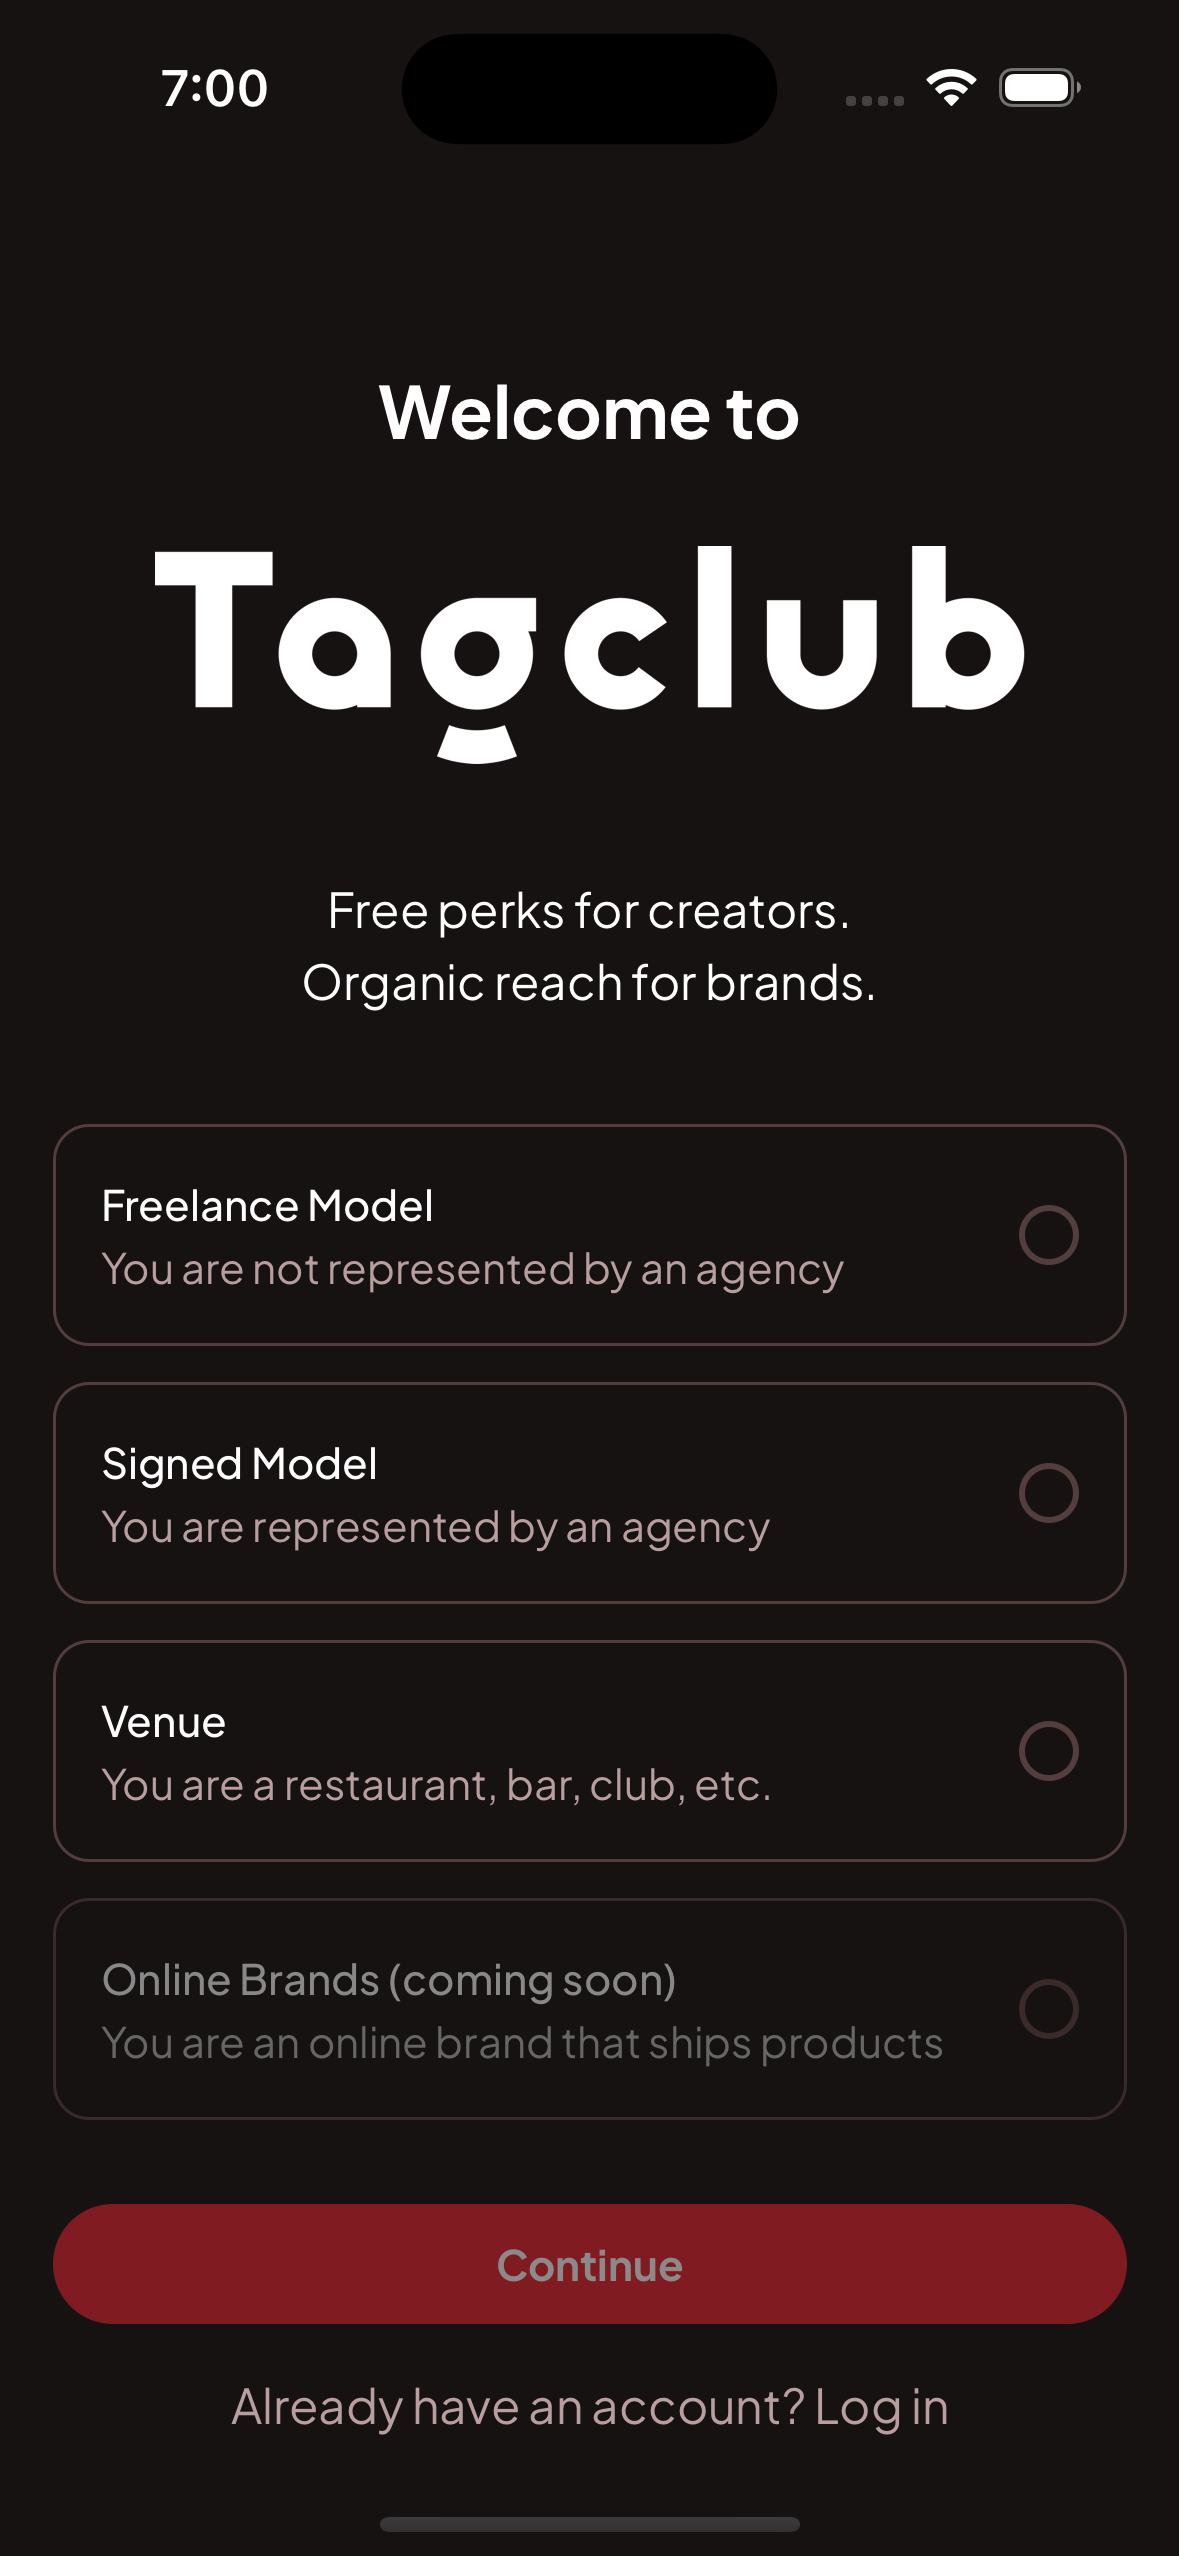 7:00
Welcome to
Tagclub
Free perks for creators.
Organic reach for brands.
Freelance Model
You are not represented by an agency
Signed Model
You are represented by an agency
Venue
You are a restaurant, bar, club, etc.
Online Brands (coming soon)
You are an online brand that ships products
Continue
Already have an account? Log in